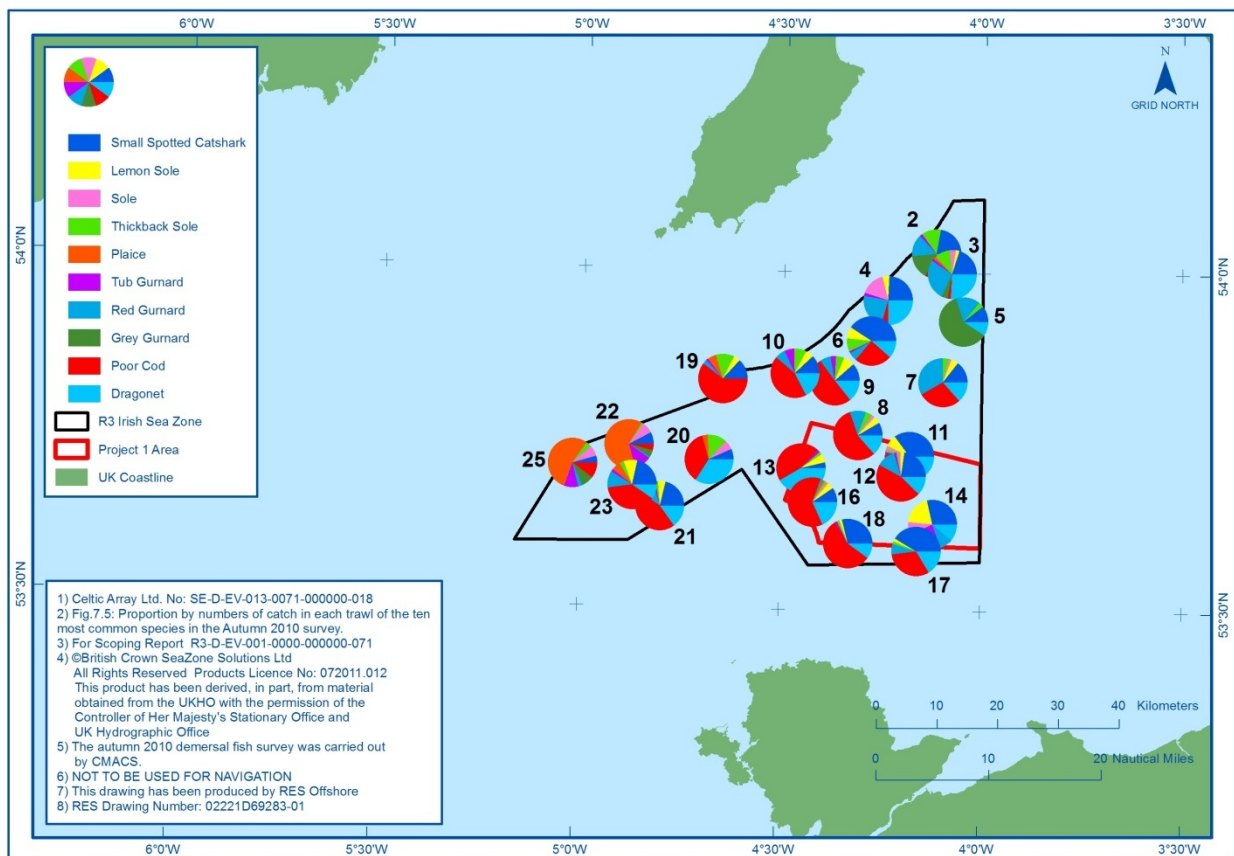 6°0'W
5°30'W
5°0'W
4°30'W
4°0'W
3°30'W
N
GRID NORTH
Small Spotted Catshark
Lemon Sole
Sole
Thickback Sole
Plaice
Tub Gurnard
Red Gurnard
Grey Gurnard
Poor Cod
Dragonet
R3 Irish Sea Zone
Project 1 Area
UK Coastline
54°0'N
54°0'N
2
3
4
5
6
10
19
9
7
8
22
20
11
25
13
12
16
14
23
18
21
17
53°30'N
53°30'N
1) Celtic Array Ltd. No: SE-D-EV-013-0071-000000-018
2) Fig.7.5: Proportion by numbers of catch in each trawl of the ten
most common species in the Autumn 2010 survey.
3) For Scoping Report R3-D-EV-001-0000-000000-071
4) ©British Crown SeaZone Solutions Ltd
All Rights Reserved Products Licence No: 072011.012
This product has been derived, in part, from material
obtained from the UKHO with the permission of the
Controller of Her Majesty's Stationary Office and
UK Hydrographic Office
5) The autumn 2010 demersal fish survey was carried out
by CMACS.
6) NOT TO BE USED FOR NAVIGATION
7) This drawing has been produced by RES Offshore
8) RES Drawing Number: 02221D69283-01
0 10 20 30 40 Kilometers
0 10 20 Nautical Miles
6°0'W
5°30'W
5°0'W
4°30'W
4°0'W
3°30'W